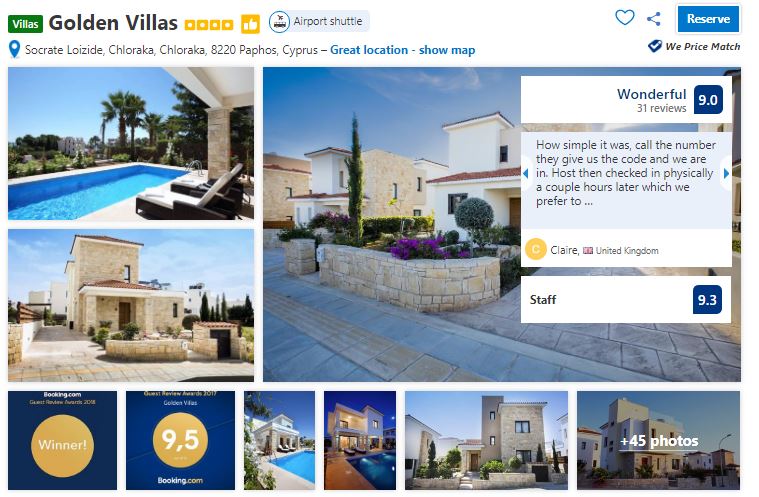 Villas Golden Villas Airport shuttle
Reserve
Socrate Loizide, Chloraka, Chloraka, 8220 Paphos, Cyprus – Great location - show map
We Price Match
Wonderful 9.0
31 reviews
How simple it was, call the number
they give us the code and we are
in. Host then checked in physically
a couple hours later which we
prefer to ...
C Claire, United Kingdom
Staff 9.3
Booking.com
Guest Review Awards 2018
Winner!
Guest Review Awards 2017
Golden Villas
9,5
Booking.com
+45 photos